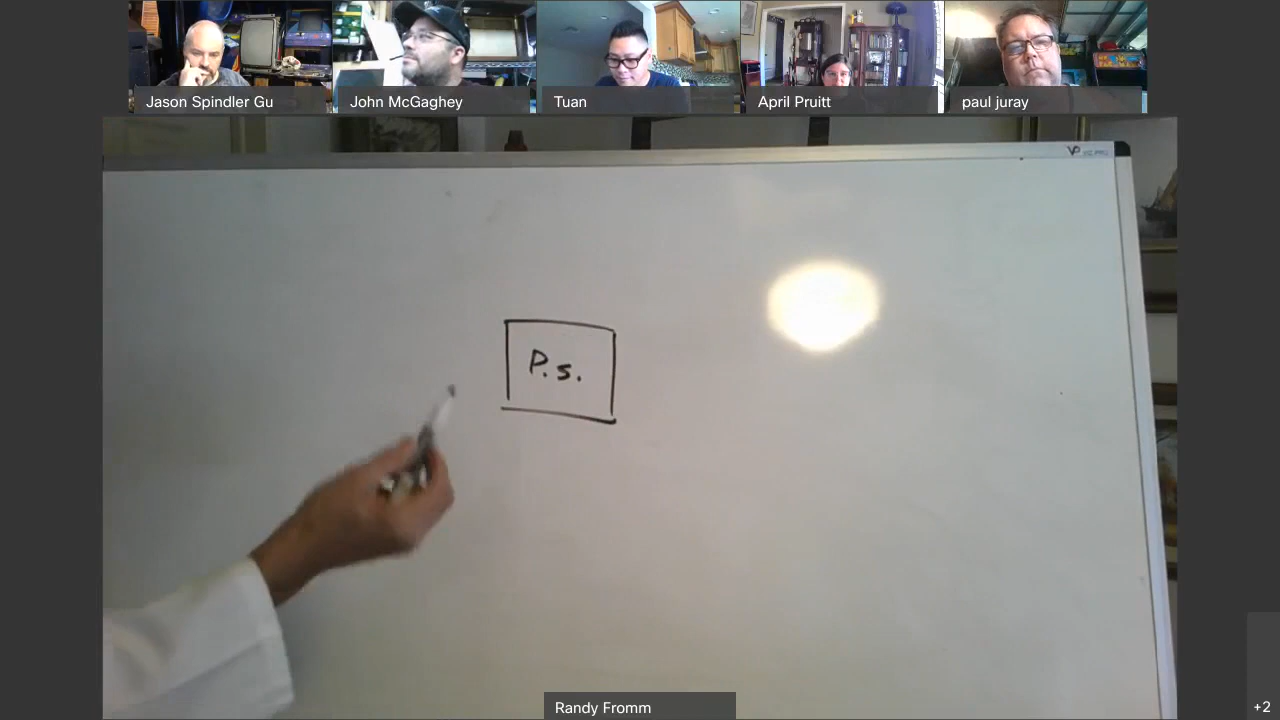 Jason Spindler Gu
John McGaghey
Tuan
April Pruitt
paul juray
P.s.
Randy Fromm
+2